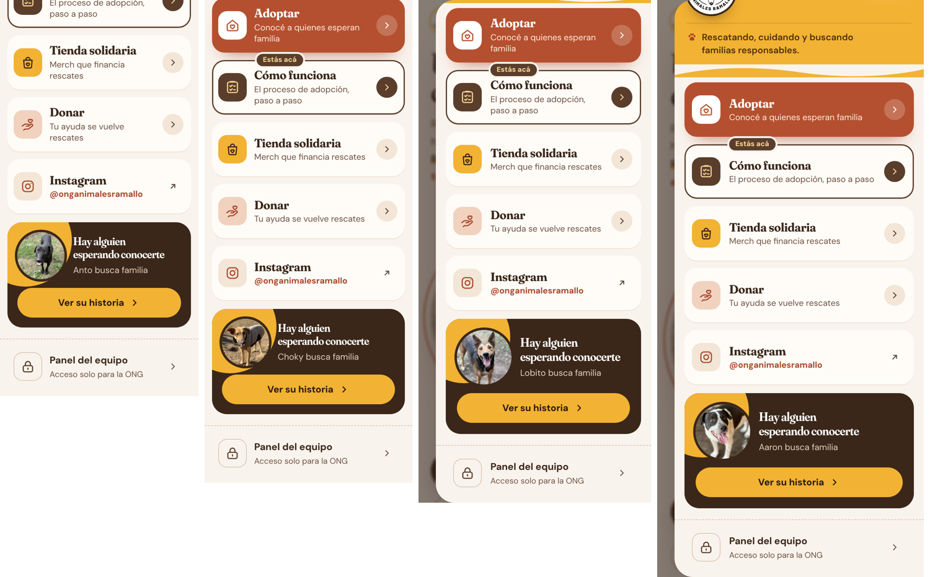 El proceso de adopción,
paso a paso
Tienda solidaria
Merch que financia
rescates
Donar
Tu ayuda se vuelve
rescates
Instagram
@onganimalesramallo
Hay alguien
esperando conocerte
Anto busca familia
Ver su historia
Panel del equipo
Acceso solo para la ONG
Adoptar
Conocé a quienes esperan
familia
Estás acá
Cómo funciona
El proceso de adopción,
paso a paso
Tienda solidaria
Merch que financia rescates
Donar
Tu ayuda se vuelve rescates
Instagram
@onganimalesramallo
Hay alguien
esperando conocerte
Choky busca familia
Ver su historia
Panel del equipo
Acceso solo para la ONG
Adoptar
Conocé a quienes esperan
familia
Estás acá
Cómo funciona
El proceso de adopción,
paso a paso
Tienda solidaria
Merch que financia rescates
Donar
Tu ayuda se vuelve rescates
Instagram
@onganimalesramallo
Hay alguien
esperando conocerte
Lobito busca familia
Ver su historia
Panel del equipo
Acceso solo para la ONG
Rescatando, cuidando y buscando
familias responsables.
Adoptar
Conocé a quienes esperan familia
Estás acá
Cómo funciona
El proceso de adopción, paso a paso
Tienda solidaria
Merch que financia rescates
Donar
Tu ayuda se vuelve rescates
Instagram
@onganimalesramallo
Hay alguien
esperando conocerte
Aaron busca familia
Ver su historia
Panel del equipo
Acceso solo para la ONG